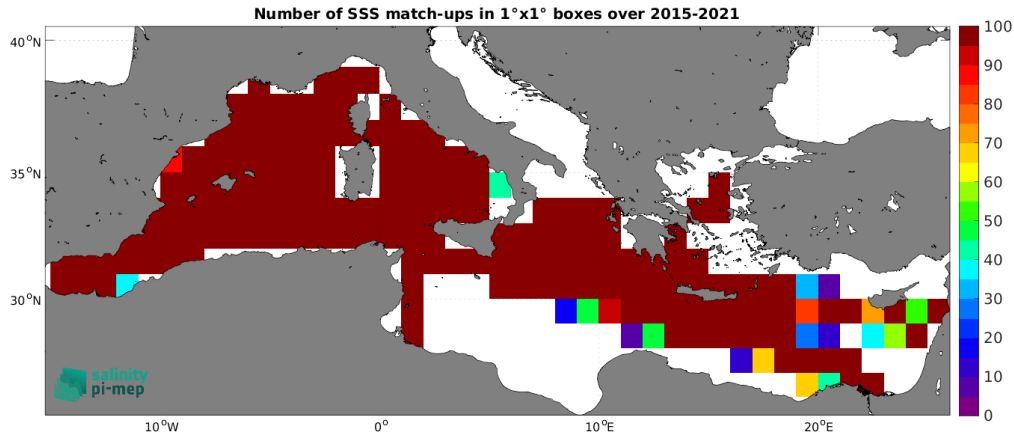 Number of SSS match-ups in 1°x1° boxes over 2015-2021
40°N
35°N
30°N
10°W
0°
10°E
20°E
100
90
80
70
60
50
40
30
20
10
0
salinity
pi-mep